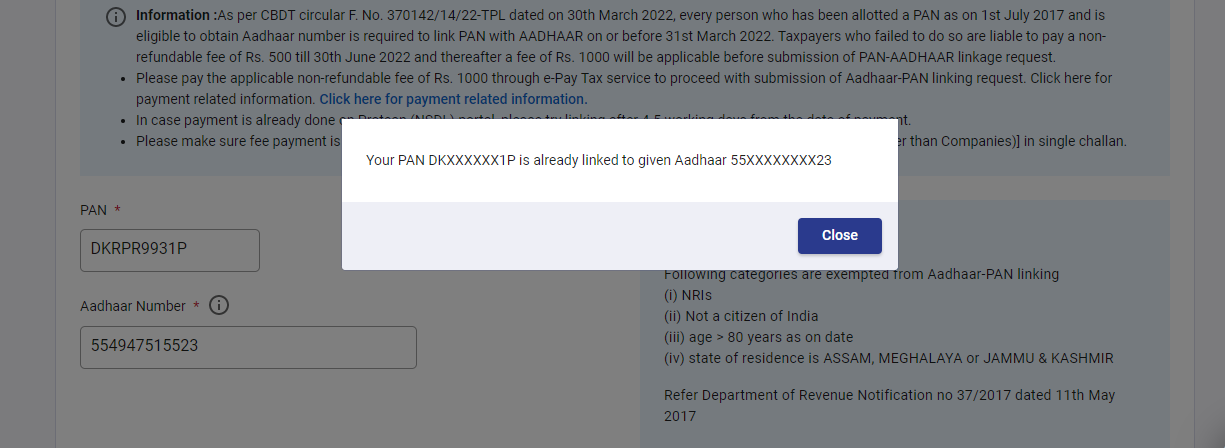 Information :As per CBDT circular F. No. 370142/14/22-TPL dated on 30th March 2022, every person who has been allotted a PAN as on 1st July 2017 and is
eligible to obtain Aadhaar number is required to link PAN with AADHAAR on or before 31st March 2022. Taxpayers who failed to do so are liable to pay a non-
refundable fee of Rs. 500 till 30th June 2022 and thereafter a fee of Rs. 1000 will be applicable before submission of PAN-AADHAAR linkage request.
• Please pay the applicable non-refundable fee of Rs. 1000 through e-Pay Tax service to proceed with submission of Aadhaar-PAN linking request. Click here for
payment related information. Click here for payment related information.
• In case payment is already done on Protean (NSDL) portal, please try linking after 4-5 working days from the date of payment.
• Please make sure fee payment is er than Companies)] in single challan.
Your PAN DKXXXXXX1P is already linked to given Aadhaar 55XXXXXXXX23
Close
PAN *
DKRPR9931P
Aadhaar Number *
554947515523
Following categories are exempted from Aadhaar-PAN linking
(i) NRIs
(ii) Not a citizen of India
(iii) age > 80 years as on date
(iv) state of residence is ASSAM, MEGHALAYA or JAMMU & KASHMIR
Refer Department of Revenue Notification no 37/2017 dated 11th May
2017